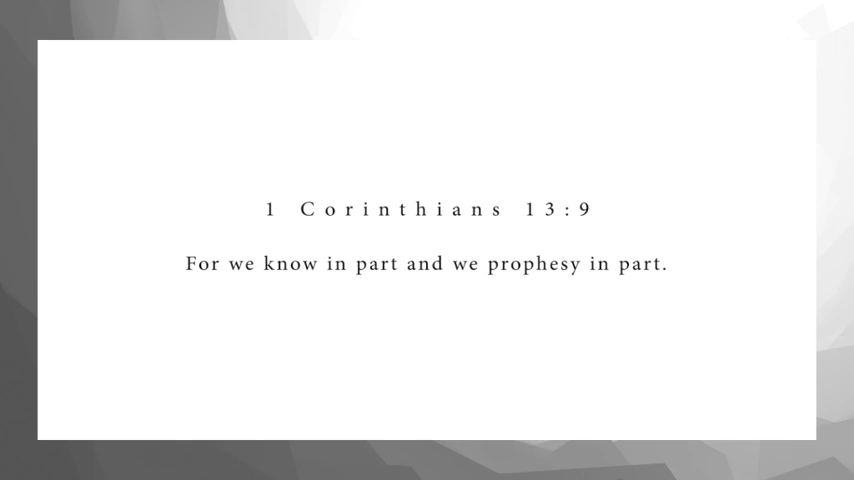 1 Corinthians 13:9
For we know in part and we prophesy in part.